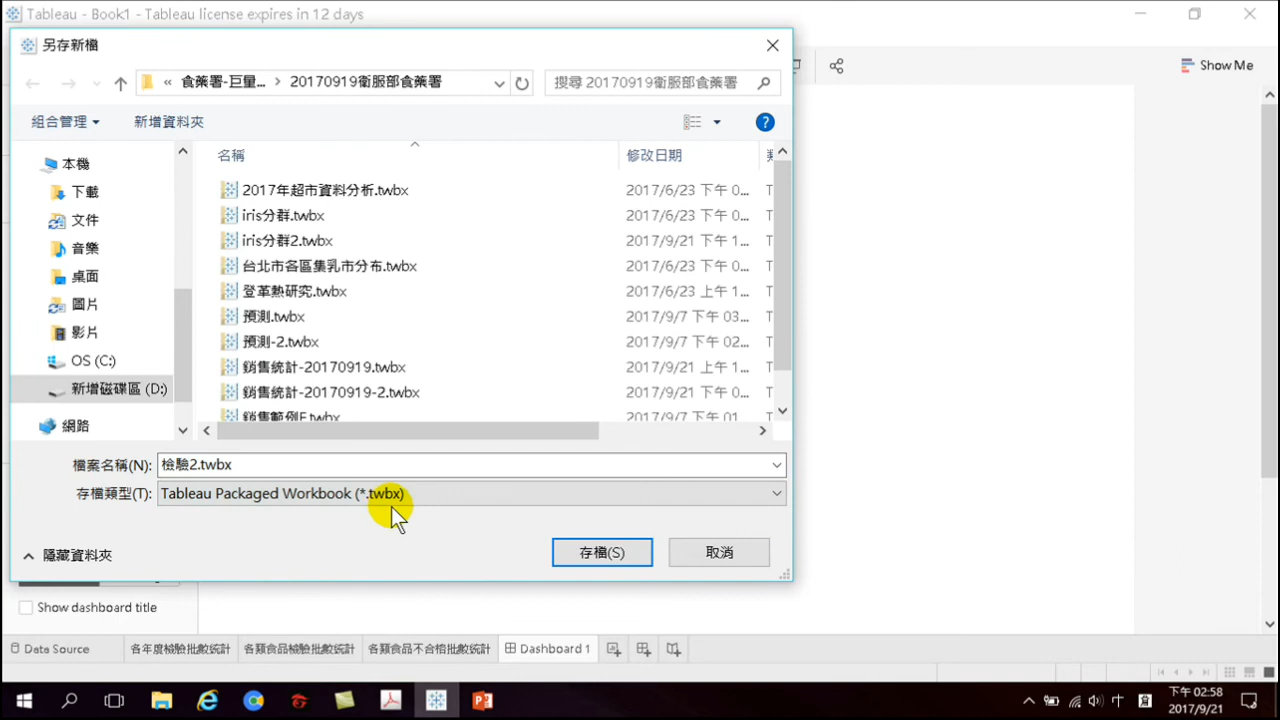 Tableau - Book1 - Tableau license expires in 12 days
另存新檔
« 食藥署-巨量... › 20170919衛服部食藥署
搜尋 20170919衛服部食藥署
Show Me
組合管理
新增資料夾
本機
下載
文件
音樂
桌面
圖片
影片
OS (C:)
新增磁碟區 (D:)
網路
名稱 修改日期
2017年超市資料分析.twbx 2017/6/23 下午 0... T
iris分群.twbx 2017/6/23 下午 0... T
iris分群2.twbx 2017/9/21 下午 1... T
台北市各區集乳市分布.twbx 2017/6/23 下午 0... T
登革熱研究.twbx 2017/6/23 上午 1... T
預測.twbx 2017/9/7 下午 03... T
預測-2.twbx 2017/9/7 下午 02... T
銷售統計-20170919.twbx 2017/9/21 上午 1... T
銷售統計-20170919-2.twbx 2017/9/21 下午 0... T
銷售範例F.twbx 2017/9/7 下午 01... T
檔案名稱(N): 檢驗2.twbx
存檔類型(T): Tableau Packaged Workbook (*.twbx)
隱藏資料夾
存檔(S)
取消
Show dashboard title
Data Source
各年度檢驗批數統計
各類食品檢驗批數統計
各類食品不合格批數統計
Dashboard 1
中
下午 02:58
2017/9/21